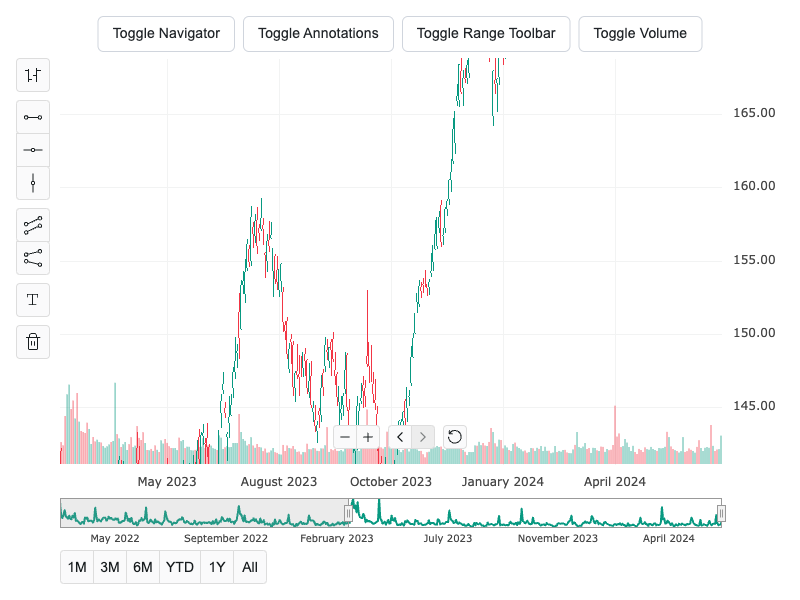 Toggle Navigator Toggle Annotations Toggle Range Toolbar Toggle Volume
165.00
160.00
155.00
150.00
145.00
T
May 2023 August 2023 October 2023 January 2024 April 2024
May 2022 September 2022 February 2023 July 2023 November 2023 April 2024
1M 3M 6M YTD 1Y All